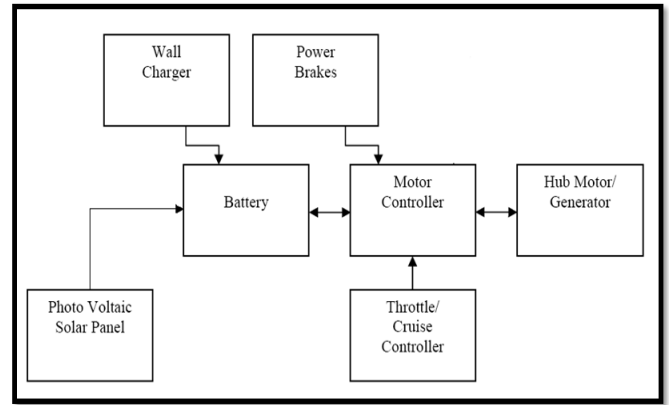 Wall
Charger
Power
Brakes
Battery
Motor
Controller
Hub Motor/
Generator
Photo Voltaic
Solar Panel
Throttle/
Cruise
Controller